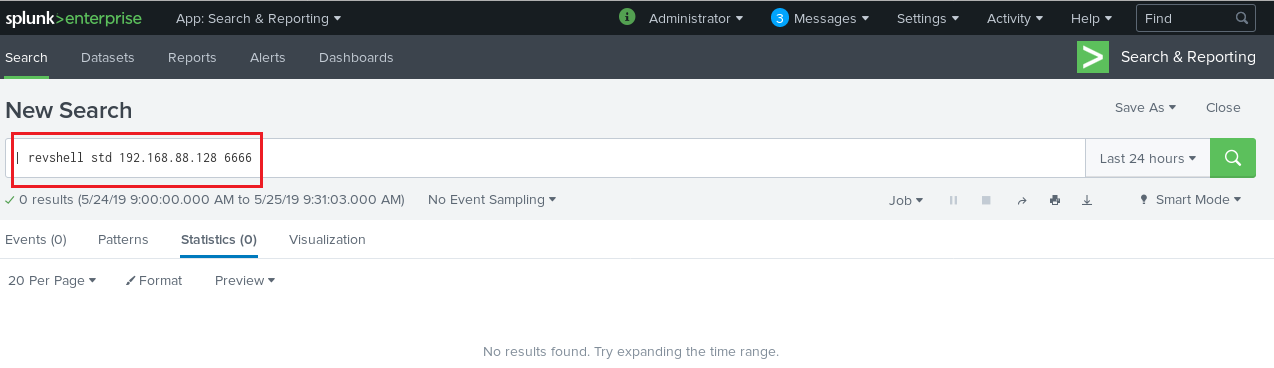 splunk>enterprise App: Search & Reporting Administrator 3 Messages Settings Activity Help Find
Search Datasets Reports Alerts Dashboards > Search & Reporting
New Search Save As Close
| revshell std 192.168.88.128 6666 Last 24 hours
0 results (5/24/19 9:00:00.000 AM to 5/25/19 9:31:03.000 AM) No Event Sampling Job Smart Mode
Events (0) Patterns Statistics (0) Visualization
20 Per Page Format Preview
No results found. Try expanding the time range.